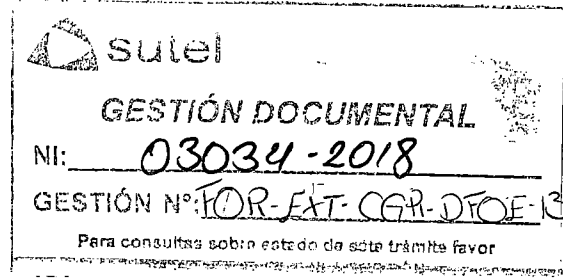 sutel
GESTIÓN DOCUMENTAL
NI: 03034-2018
GESTIÓN Nº: FOR-EXT-CGR-DFOE-13
Para consultas sobre estado de este trámite favor